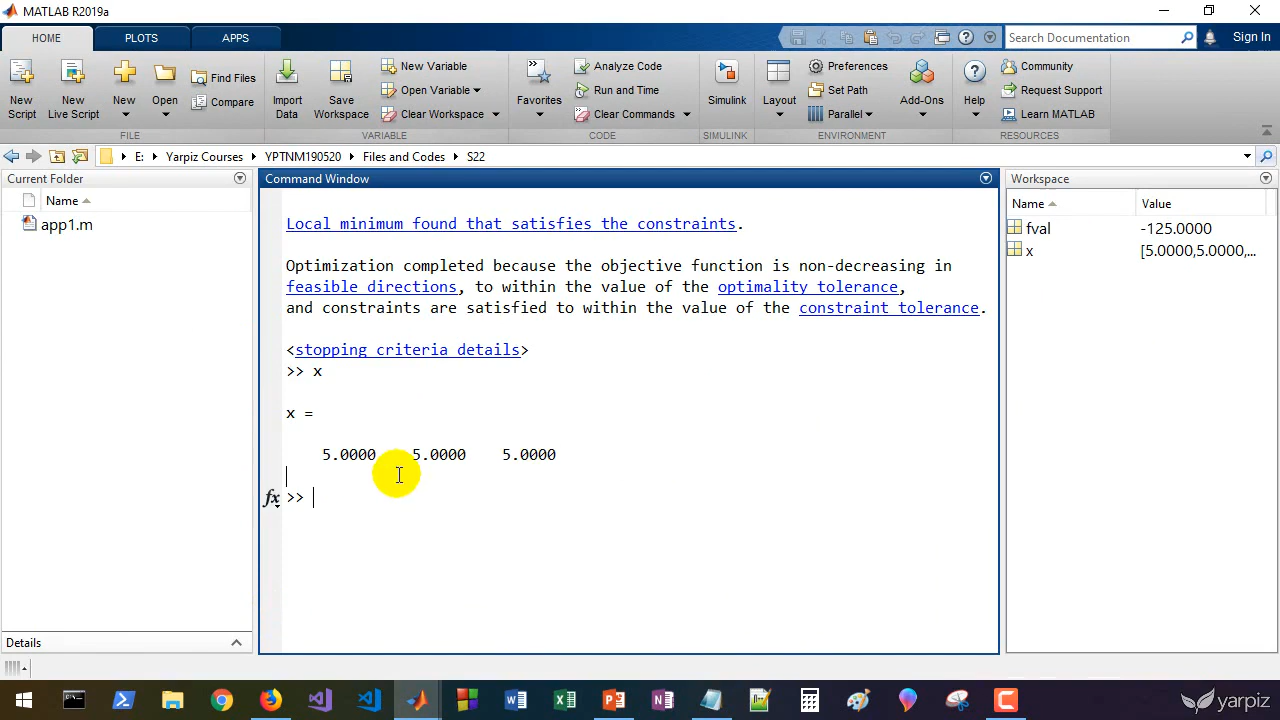 MATLAB R2019a
HOME PLOTS APPS
Search Documentation
Sign In
New Script
New Live Script
New
Open
Find Files
Compare
FILE
Import Data
Save Workspace
New Variable
Open Variable
Clear Workspace
VARIABLE
Favorites
Analyze Code
Run and Time
Clear Commands
CODE
Simulink
SIMULINK
Layout
Preferences
Set Path
Parallel
Add-Ons
ENVIRONMENT
Help
Community
Request Support
Learn MATLAB
RESOURCES
E: Yarpiz Courses YPTNM190520 Files and Codes S22
Current Folder
Name
app1.m
Details
Command Window
Local minimum found that satisfies the constraints.
Optimization completed because the objective function is non-decreasing in
feasible directions, to within the value of the optimality tolerance,
and constraints are satisfied to within the value of the constraint tolerance.
<stopping criteria details>
>> x
x =
5.0000 5.0000 5.0000
fx >>
Workspace
Name Value
fval -125.0000
x [5.0000,5.0000,...
yarpiz